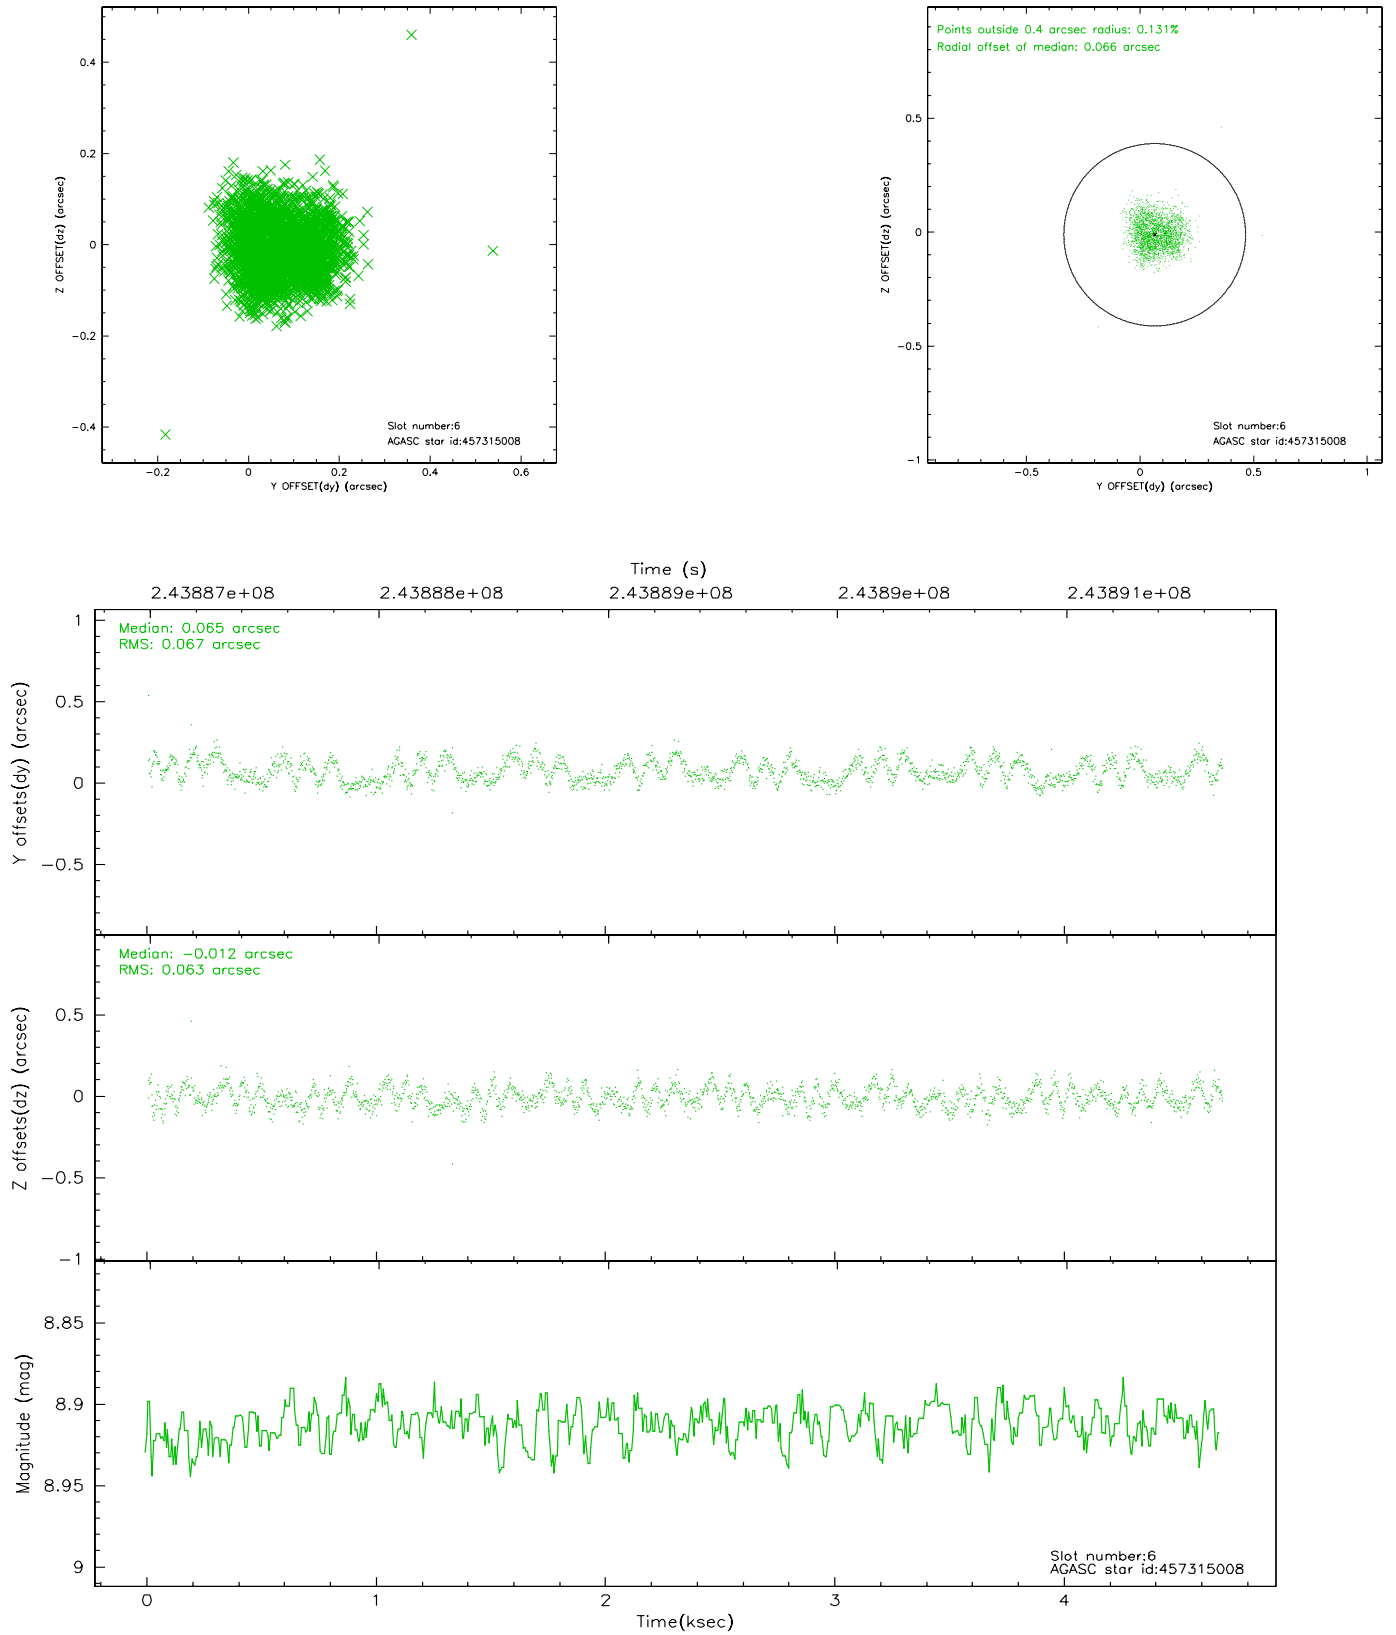 0.4
0.2
0
−0.2
−0.4
Z OFFSET(dz) (arcsec)
Slot number:6
AGASC star id:457315008
−0.2 0 0.2 0.4 0.6
Y OFFSET(dy) (arcsec)
Points outside 0.4 arcsec radius: 0.131%
Radial offset of median: 0.066 arcsec
0.5
0
−0.5
−1
Z OFFSET(dz) (arcsec)
Slot number:6
AGASC star id:457315008
−0.5 0 0.5 1
Y OFFSET(dy) (arcsec)
Time (s)
2.43887e+08 2.43888e+08 2.43889e+08 2.4389e+08 2.43891e+08
Median: 0.065 arcsec
RMS: 0.067 arcsec
1
0.5
0
−0.5
Y offsets(dy) (arcsec)
Median: −0.012 arcsec
RMS: 0.063 arcsec
0.5
0
−0.5
−1
Z offsets(dz) (arcsec)
8.85
8.9
8.95
9
Magnitude (mag)
Slot number:6
AGASC star id:457315008
0 1 2 3 4
Time(ksec)